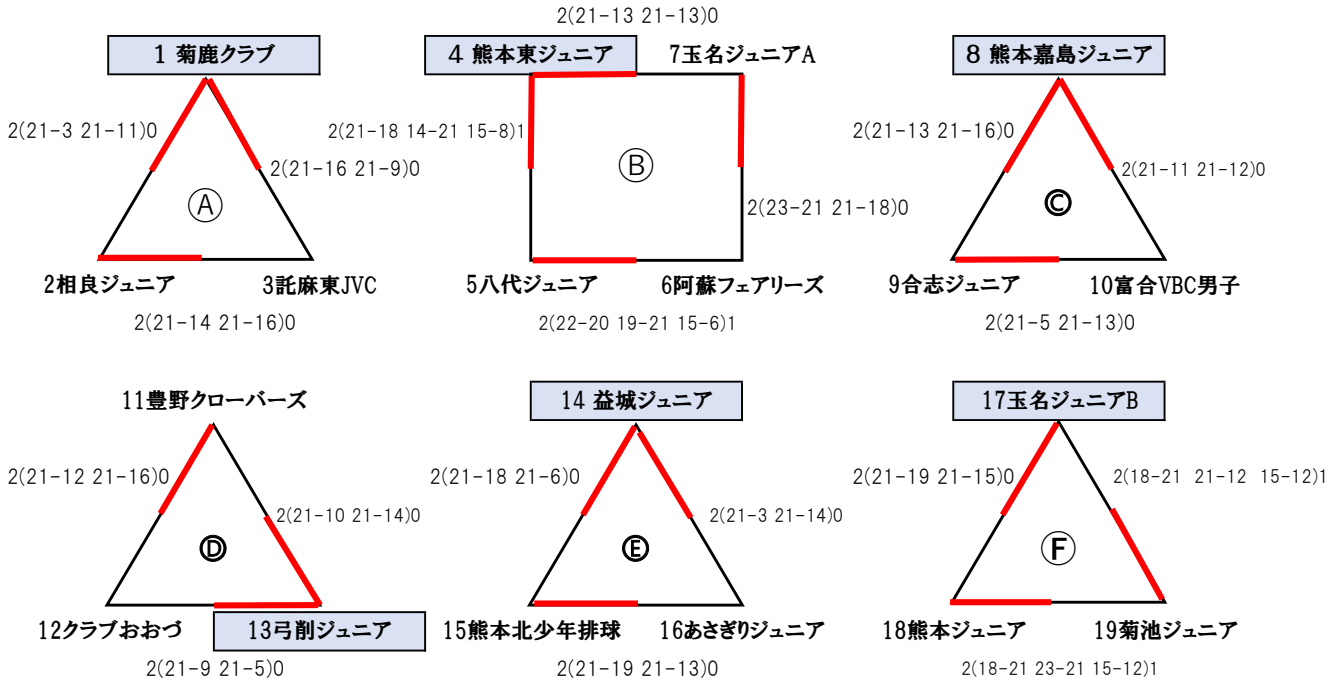 2(21-13 21-13)0
1 菊鹿クラブ
4 熊本東ジュニア
7玉名ジュニアA
8 熊本嘉島ジュニア
2(21-3 21-11)0
2(21-16 21-9)0
Ⓐ
2(21-18 14-21 15-8)1
Ⓑ
2(23-21 21-18)0
2(21-13 21-16)0
2(21-11 21-12)0
Ⓒ
2相良ジュニア
3託麻東JVC
5八代ジュニア
6阿蘇フェアリーズ
9合志ジュニア
10富合VBC男子
2(21-14 21-16)0
2(22-20 19-21 15-6)1
2(21-5 21-13)0
11豊野クローバーズ
14 益城ジュニア
17玉名ジュニアB
2(21-12 21-16)0
2(21-10 21-14)0
Ⓓ
2(21-18 21-6)0
2(21-3 21-14)0
Ⓔ
2(21-19 21-15)0
2(18-21 21-12 15-12)1
Ⓕ
12クラブおおづ
13弓削ジュニア
15熊本北少年排球
16あさぎりジュニア
18熊本ジュニア
19菊池ジュニア
2(21-9 21-5)0
2(21-19 21-13)0
2(18-21 23-21 15-12)1